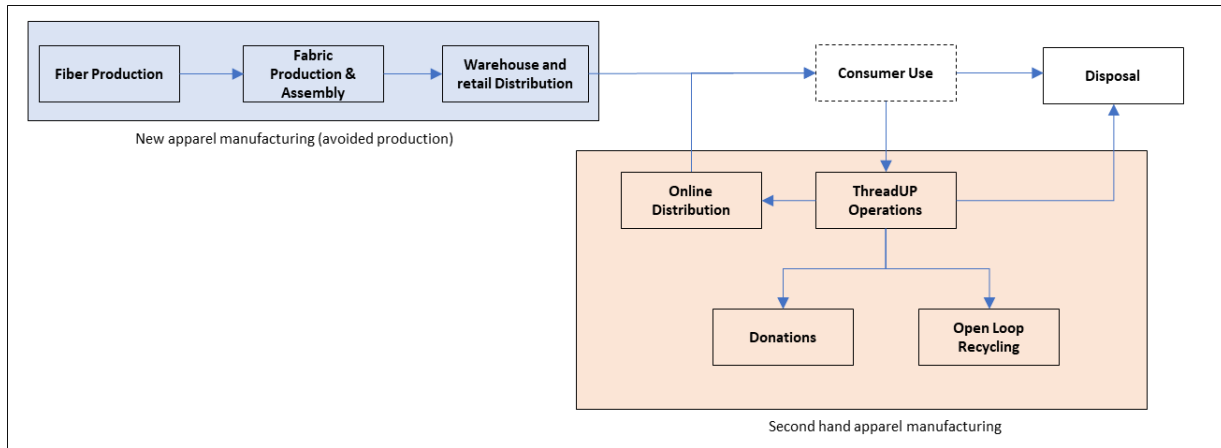 Fiber Production
Fabric
Production &
Assembly
Warehouse and
retail Distribution
Consumer Use
Disposal
New apparel manufacturing (avoided production)
Online
Distribution
ThreadUP
Operations
Donations
Open Loop
Recycling
Second hand apparel manufacturing